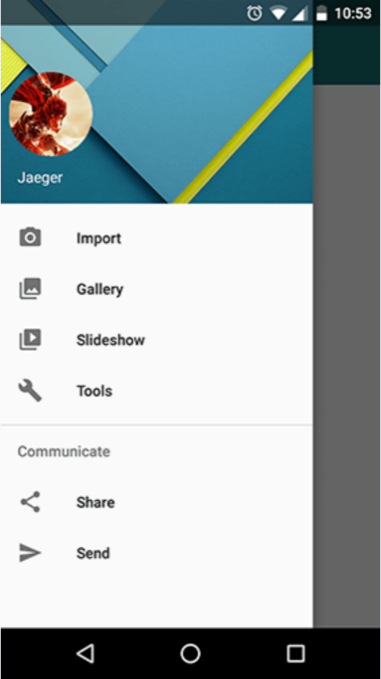 10:53
Jaeger
Import
Gallery
Slideshow
Tools
Communicate
Share
Send